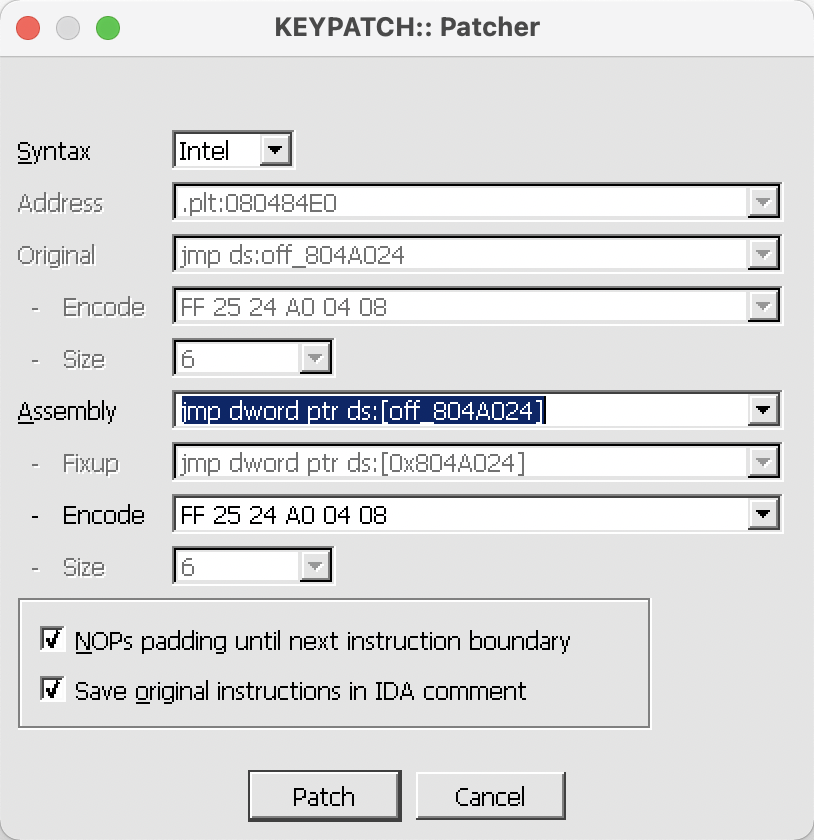 KEYPATCH:: Patcher
Syntax Intel
Address .plt:080484E0
Original jmp ds:off_804A024
- Encode FF 25 24 A0 04 08
- Size 6
Assembly jmp dword ptr ds:[off_804A024]
- Fixup jmp dword ptr ds:[0x804A024]
- Encode FF 25 24 A0 04 08
- Size 6
NOPs padding until next instruction boundary
Save original instructions in IDA comment
Patch Cancel